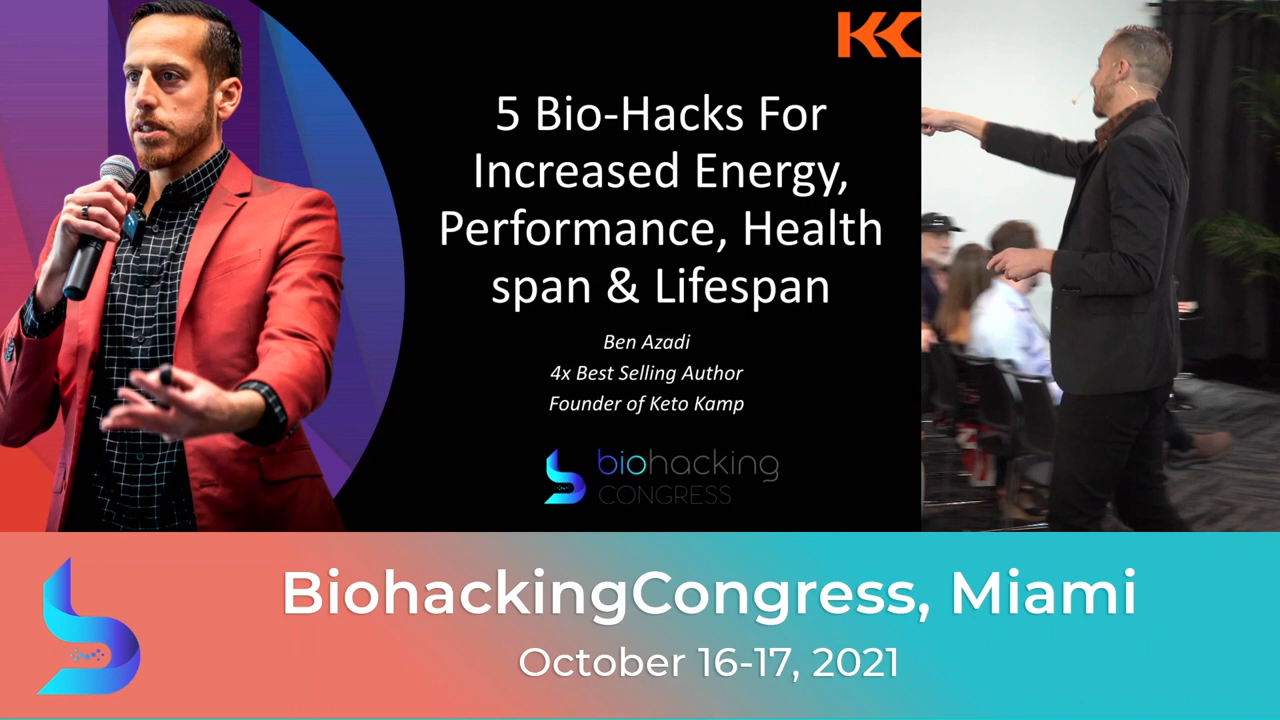 KK
5 Bio-Hacks For
Increased Energy,
Performance, Health
span & Lifespan
Ben Azadi
4x Best Selling Author
Founder of Keto Kamp
biohacking
CONGRESS
BiohackingCongress, Miami
October 16-17, 2021